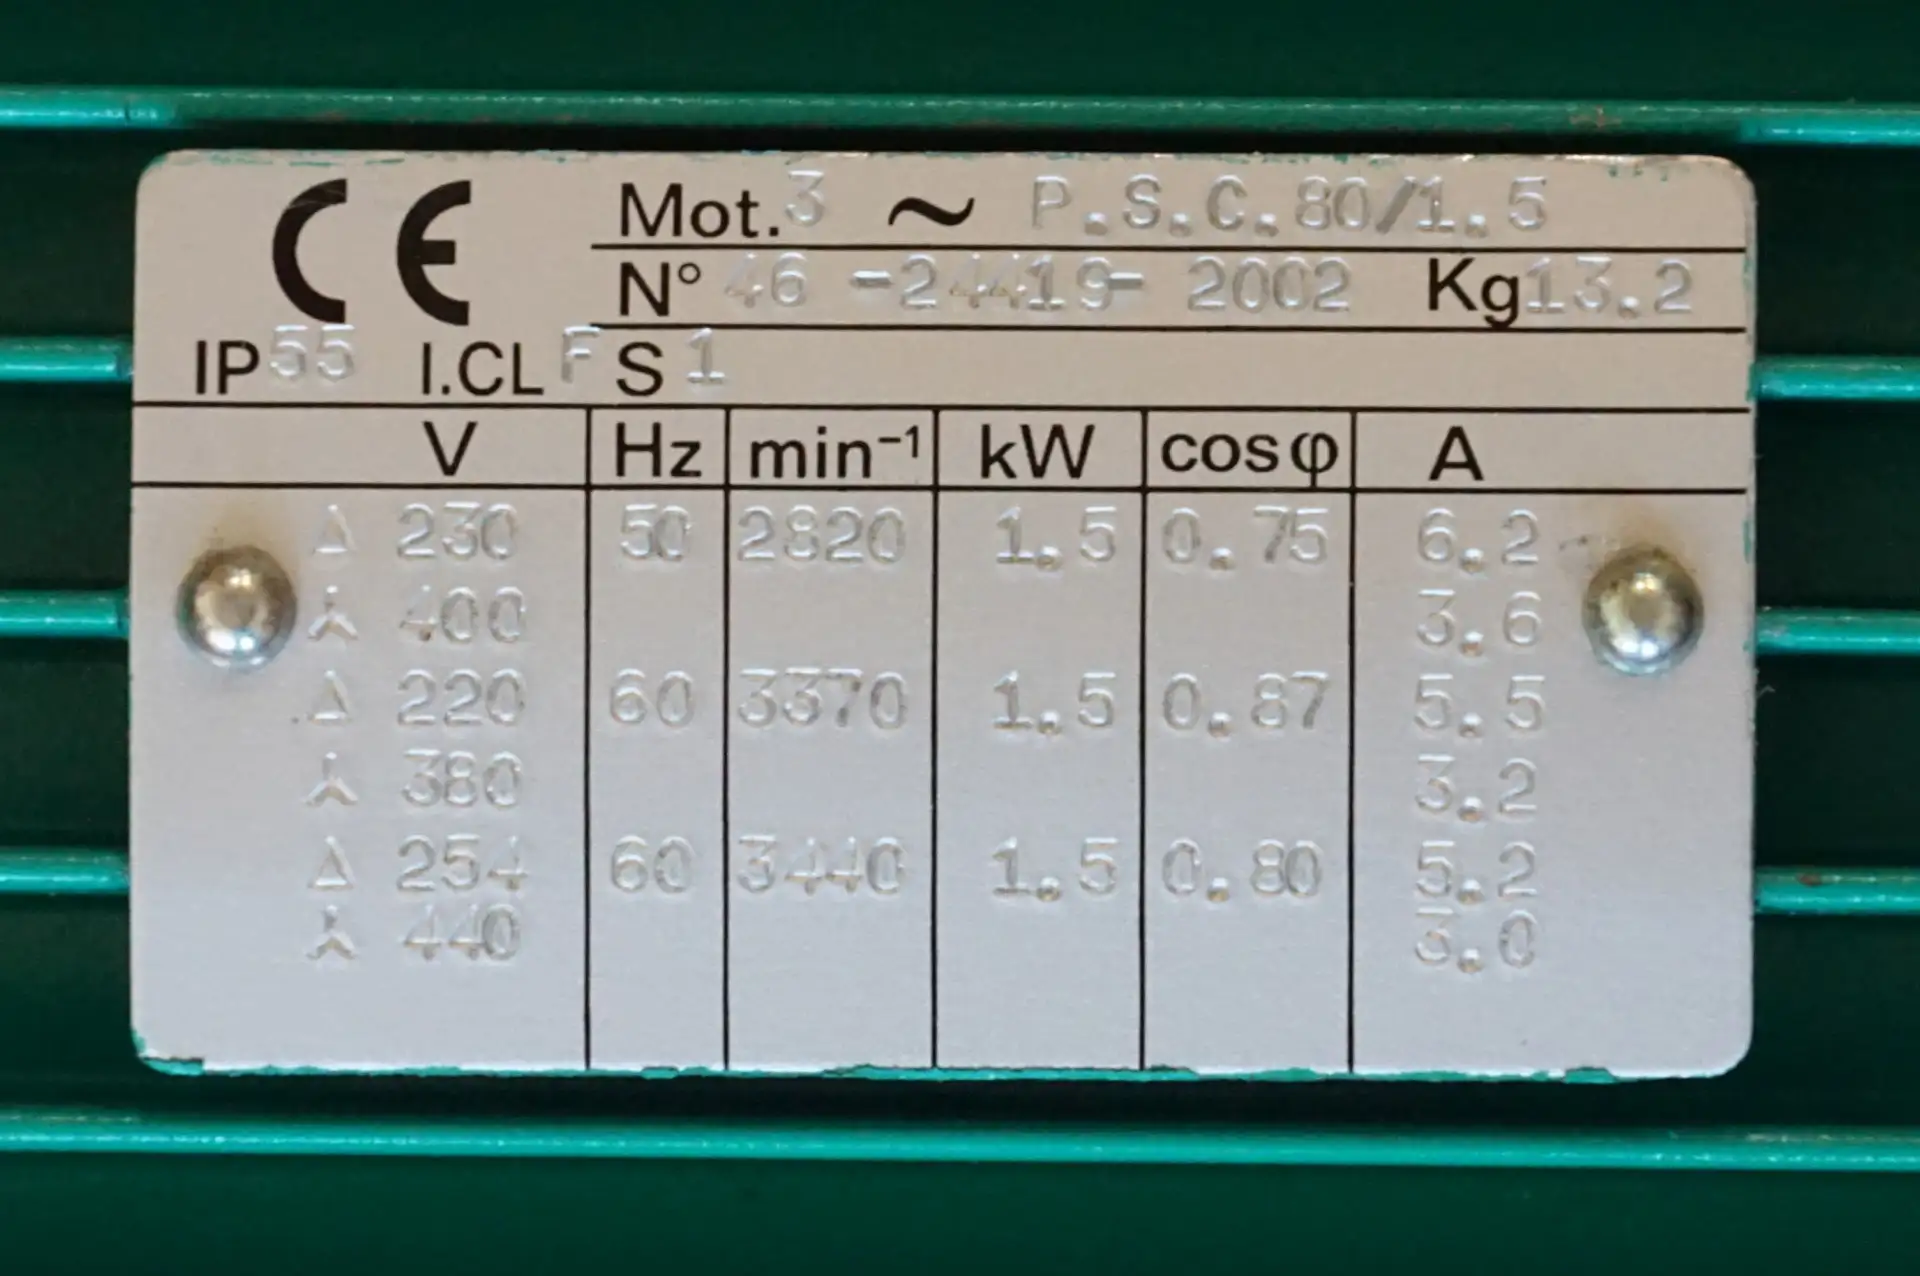 CE Mot. 3 ~ P.S.C.80/1.5
N° 46 -24419- 2002 Kg 13.2
IP 55 I.CL F S 1
V Hz min⁻¹ kW cosφ A
Δ 230 50 2820 1.5 0.75 6.2
⅄ 400 3.6
Δ 220 60 3370 1.5 0.87 5.5
⅄ 380 3.2
Δ 254 60 3440 1.5 0.80 5.2
⅄ 440 3.0